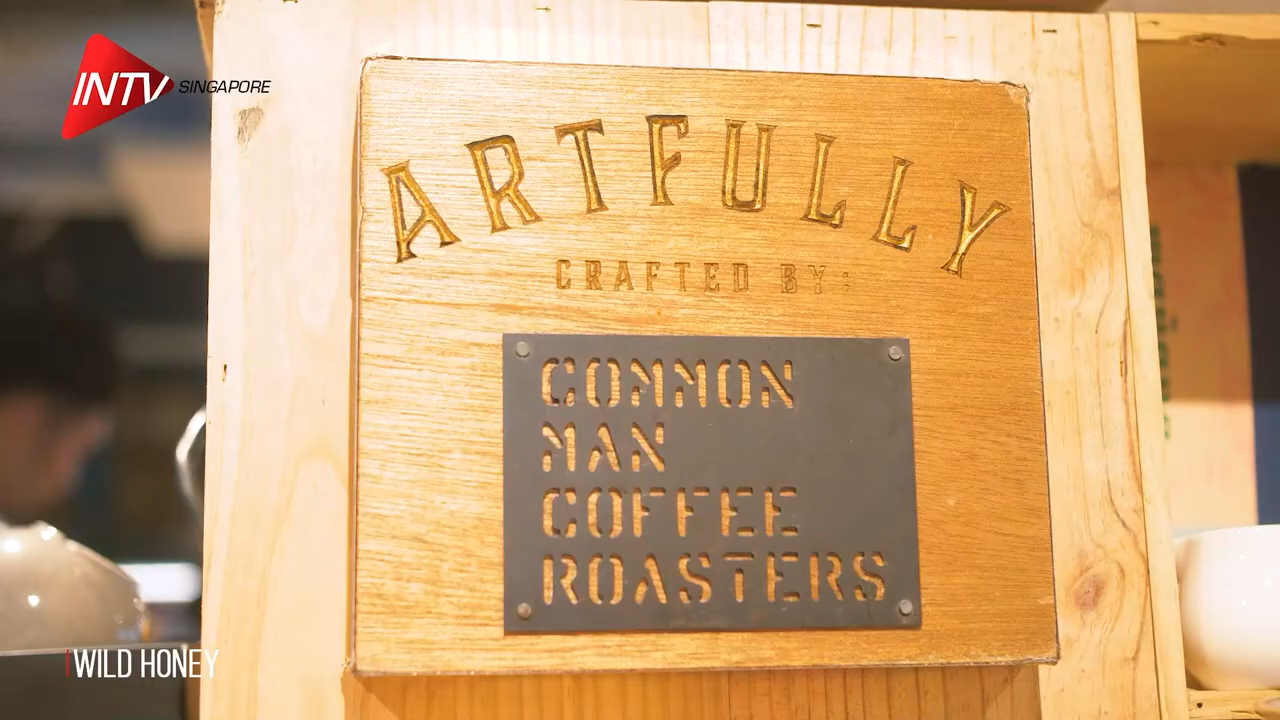 INTV SINGAPORE
ARTFULLY
CRAFTED BY:
COMMON
MAN
COFFEE
ROASTERS
WILD HONEY